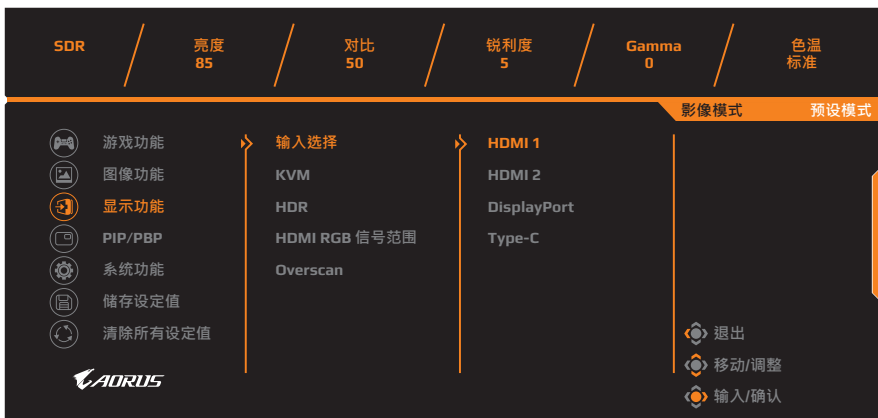 SDR
亮度
85
对比
50
锐利度
5
Gamma
0
色温
标准
影像模式 预设模式
游戏功能
图像功能
显示功能
PIP/PBP
系统功能
储存设定值
清除所有设定值
输入选择
KVM
HDR
HDMI RGB 信号范围
Overscan
HDMI 1
HDMI 2
DisplayPort
Type-C
退出
移动/调整
输入/确认
AORUS